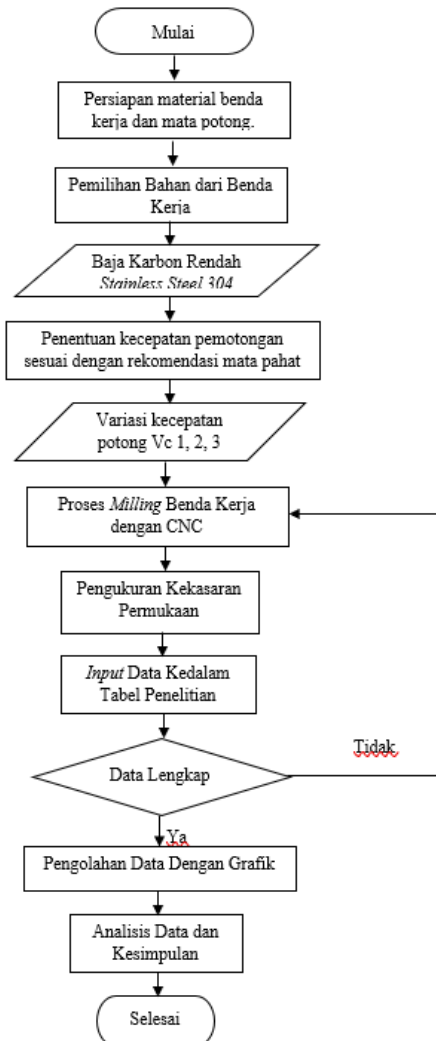 Mulai
Persiapan material benda
kerja dan mata potong.
Pemilihan Bahan dari Benda
Kerja
Baja Karbon Rendah
Stainless Steel 304
Penentuan kecepatan pemotongan
sesuai dengan rekomendasi mata pahat
Variasi kecepatan
potong Vc 1, 2, 3
Proses Milling Benda Kerja
dengan CNC
Pengukuran Kekasaran
Permukaan
Input Data Kedalam
Tabel Penelitian
Data Lengkap
Tidak
Ya
Pengolahan Data Dengan Grafik
Analisis Data dan
Kesimpulan
Selesai